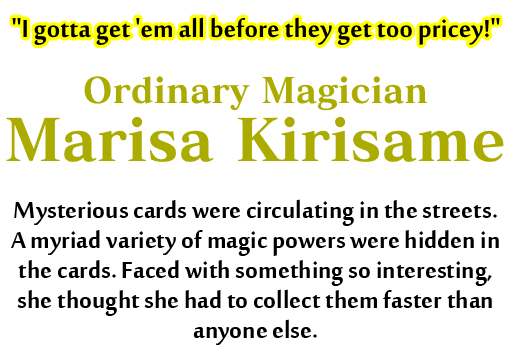 "I gotta get 'em all before they get too pricey!"
Ordinary Magician
Marisa Kirisame
Mysterious cards were circulating in the streets.
A myriad variety of magic powers were hidden in
the cards. Faced with something so interesting,
she thought she had to collect them faster than
anyone else.